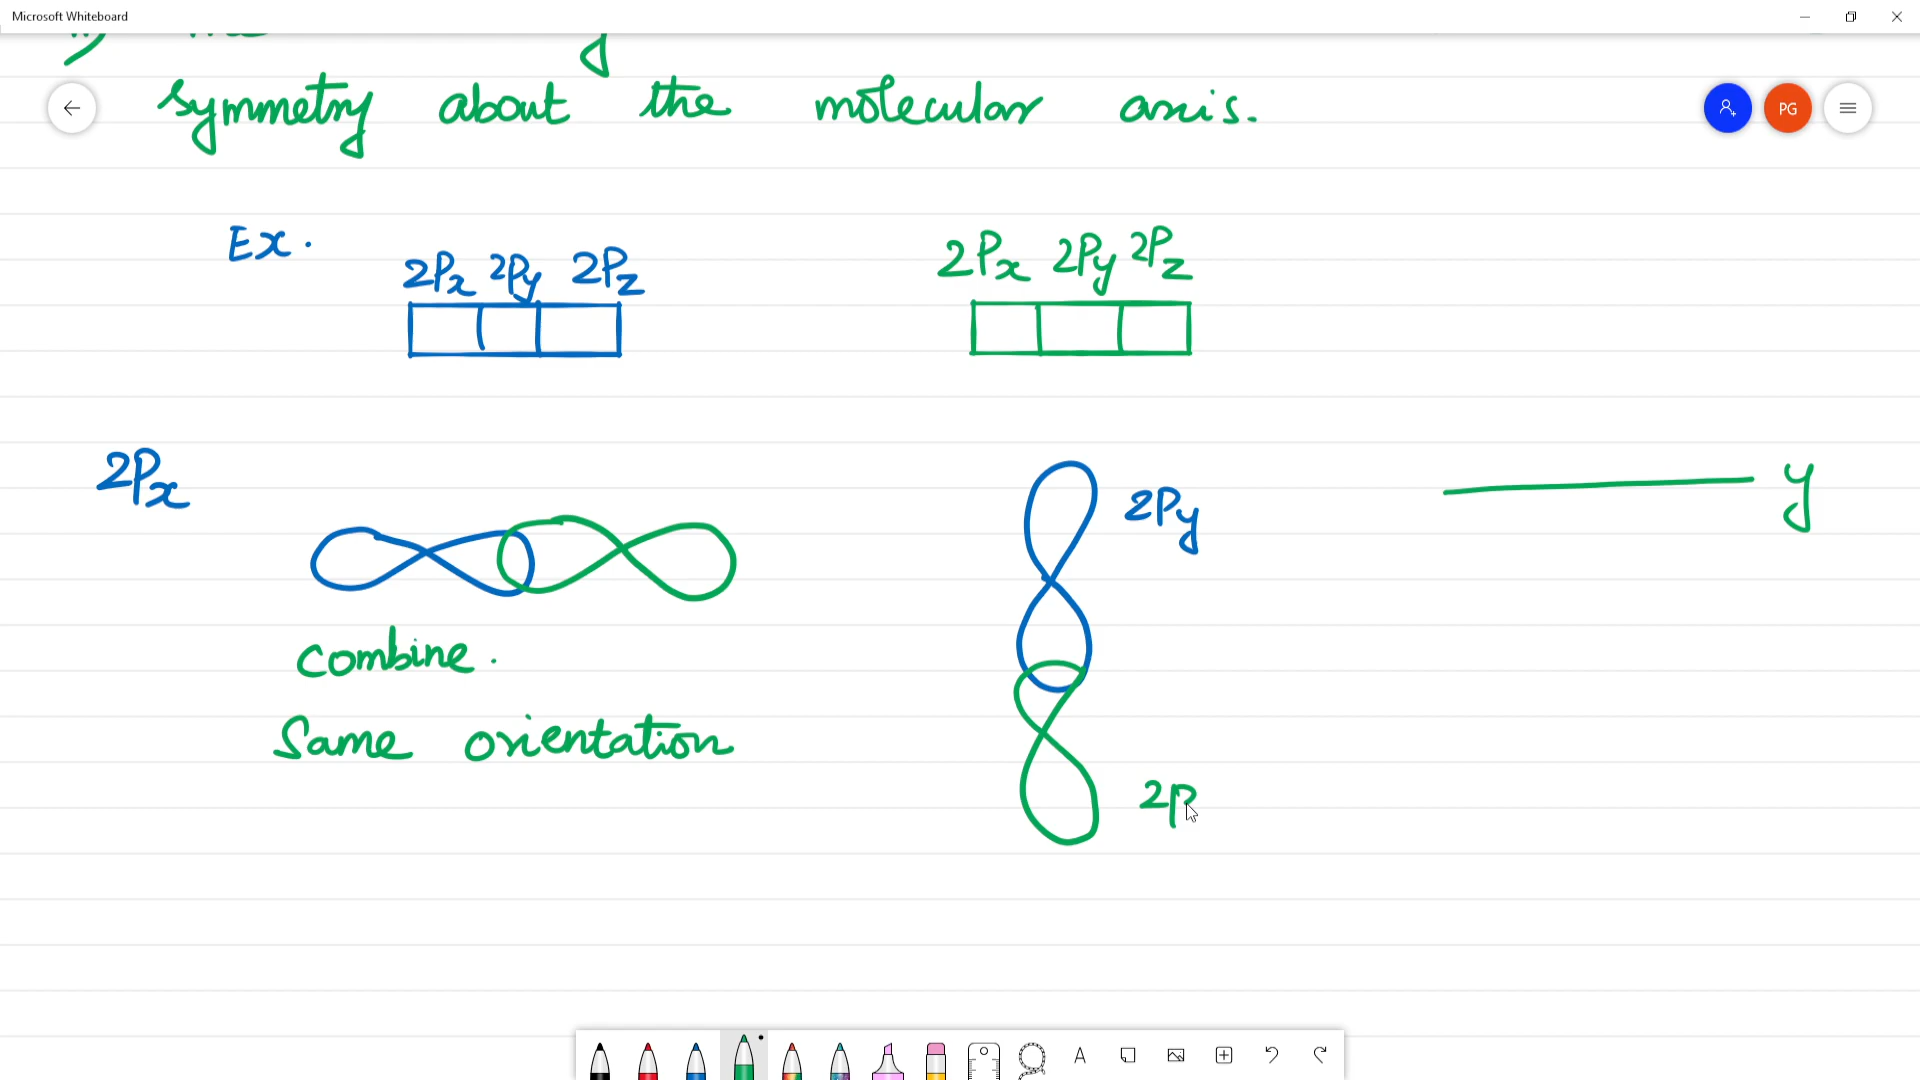 Microsoft Whiteboard
symmetry about the molecular axis.
PG
Ex.
2Px 2Py 2Pz
2Px 2Py 2Pz
2Px
2Py
y
combine.
Same orientation
2P
A